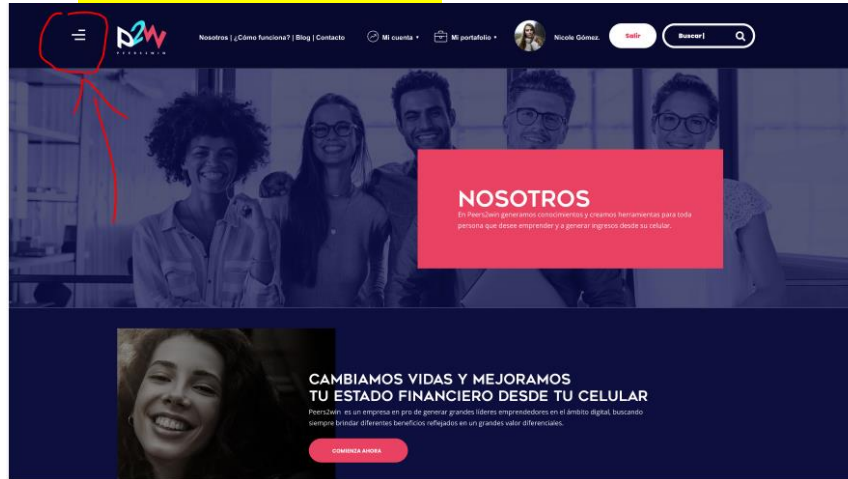 P2W
PEERS2WIN
Nosotros | ¿Cómo funciona? | Blog | Contacto
Mi cuenta
Mi portafolio
Nicole Gómez.
Salir
Buscar|
NOSOTROS
En Peers2win generamos conocimientos y creamos herramientas para toda
persona que desee emprender y a generar ingresos desde su celular.
CAMBIAMOS VIDAS Y MEJORAMOS
TU ESTADO FINANCIERO DESDE TU CELULAR
Peers2win es un empresa en pro de generar grandes líderes emprendedores en el ámbito digital, buscando
siempre brindar diferentes beneficios reflejados en un grandes valor diferenciales.
COMIENZA AHORA